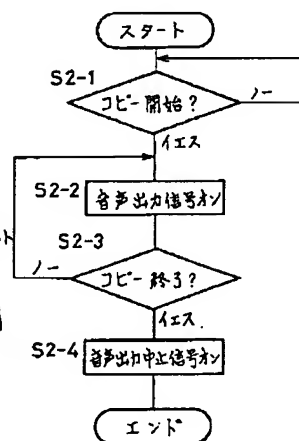 スタート
S2-1
コピー開始?
ノー
イエス
S2-2
音声出力信号オン
S2-3
ノー
コピー終了?
イエス
S2-4
音声出力中止信号オン
エンド